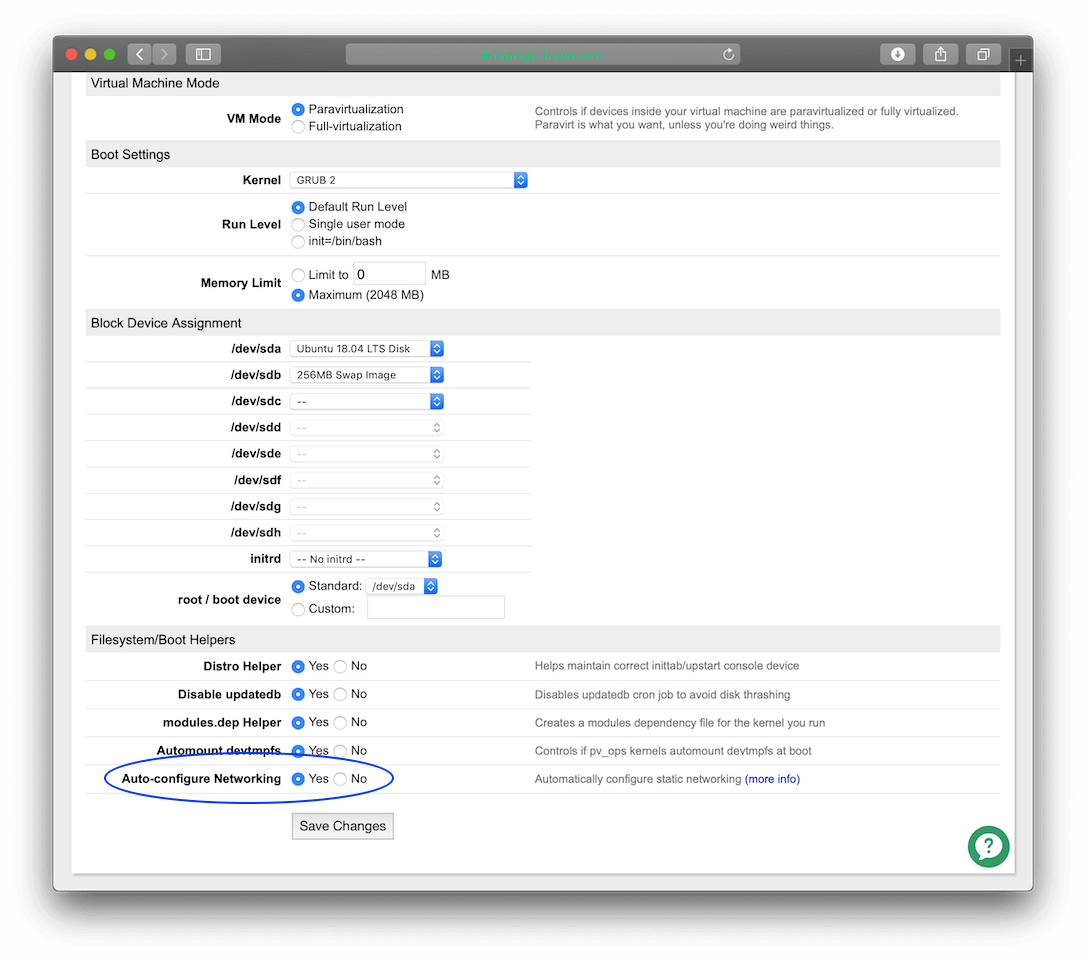 Virtual Machine Mode
VM Mode
Paravirtualization
Full-virtualization
Controls if devices inside your virtual machine are paravirtualized or fully virtualized.
Paravirt is what you want, unless you're doing weird things.
Boot Settings
Kernel GRUB 2
Run Level
Default Run Level
Single user mode
init=/bin/bash
Memory Limit
Limit to 0 MB
Maximum (2048 MB)
Block Device Assignment
/dev/sda Ubuntu 18.04 LTS Disk
/dev/sdb 256MB Swap Image
/dev/sdc --
/dev/sdd --
/dev/sde --
/dev/sdf --
/dev/sdg --
/dev/sdh --
initrd -- No initrd --
root / boot device
Standard: /dev/sda
Custom:
Filesystem/Boot Helpers
Distro Helper Yes No Helps maintain correct inittab/upstart console device
Disable updatedb Yes No Disables updatedb cron job to avoid disk thrashing
modules.dep Helper Yes No Creates a modules dependency file for the kernel you run
Automount devtmpfs Yes No Controls if pv_ops kernels automount devtmpfs at boot
Auto-configure Networking Yes No Automatically configure static networking (more info)
Save Changes
?